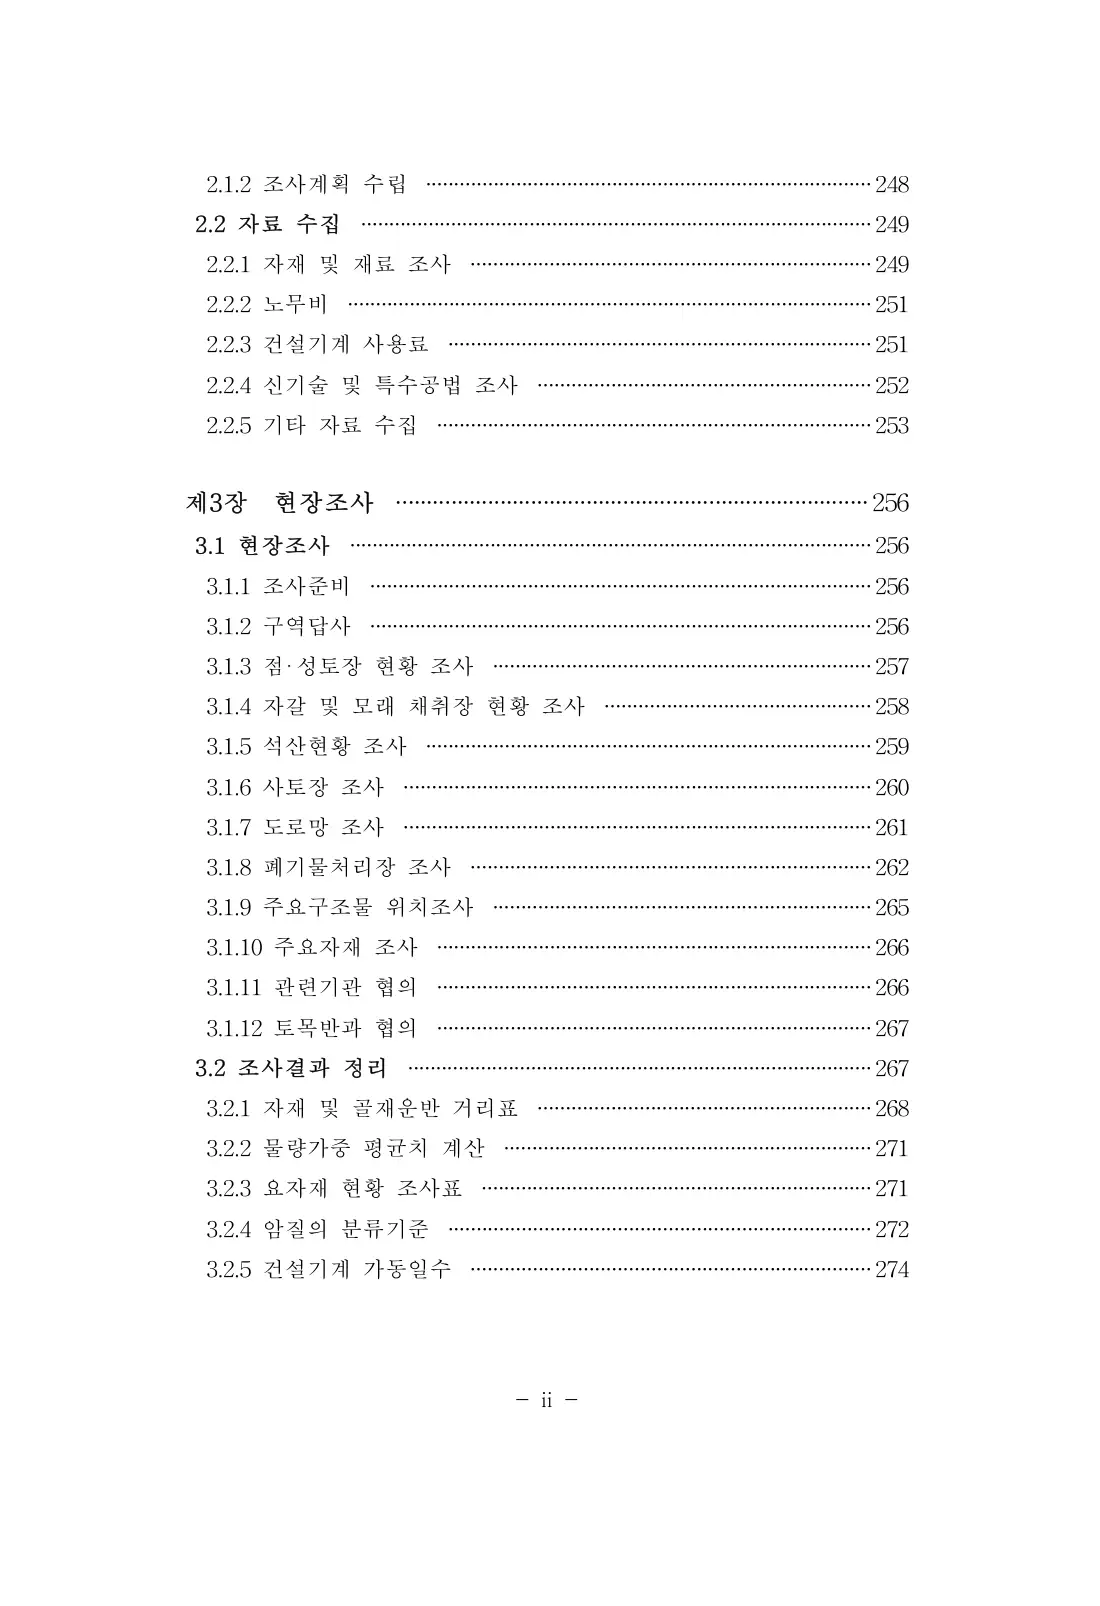 2.1.2 조사계획 수립 ························ 248
2.2 자료 수집 ························ 249
2.2.1 자재 및 재료 조사 ························ 249
2.2.2 노무비 ························ 251
2.2.3 건설기계 사용료 ························ 251
2.2.4 신기술 및 특수공법 조사 ························ 252
2.2.5 기타 자료 수집 ························ 253
제3장 현장조사 ························ 256
3.1 현장조사 ························ 256
3.1.1 조사준비 ························ 256
3.1.2 구역답사 ························ 256
3.1.3 점·성토장 현황 조사 ························ 257
3.1.4 자갈 및 모래 채취장 현황 조사 ························ 258
3.1.5 석산현황 조사 ························ 259
3.1.6 사토장 조사 ························ 260
3.1.7 도로망 조사 ························ 261
3.1.8 폐기물처리장 조사 ························ 262
3.1.9 주요구조물 위치조사 ························ 265
3.1.10 주요자재 조사 ························ 266
3.1.11 관련기관 협의 ························ 266
3.1.12 토목반과 협의 ························ 267
3.2 조사결과 정리 ························ 267
3.2.1 자재 및 골재운반 거리표 ························ 268
3.2.2 물량가중 평균치 계산 ························ 271
3.2.3 요자재 현황 조사표 ························ 271
3.2.4 암질의 분류기준 ························ 272
3.2.5 건설기계 가동일수 ························ 274
- ii -